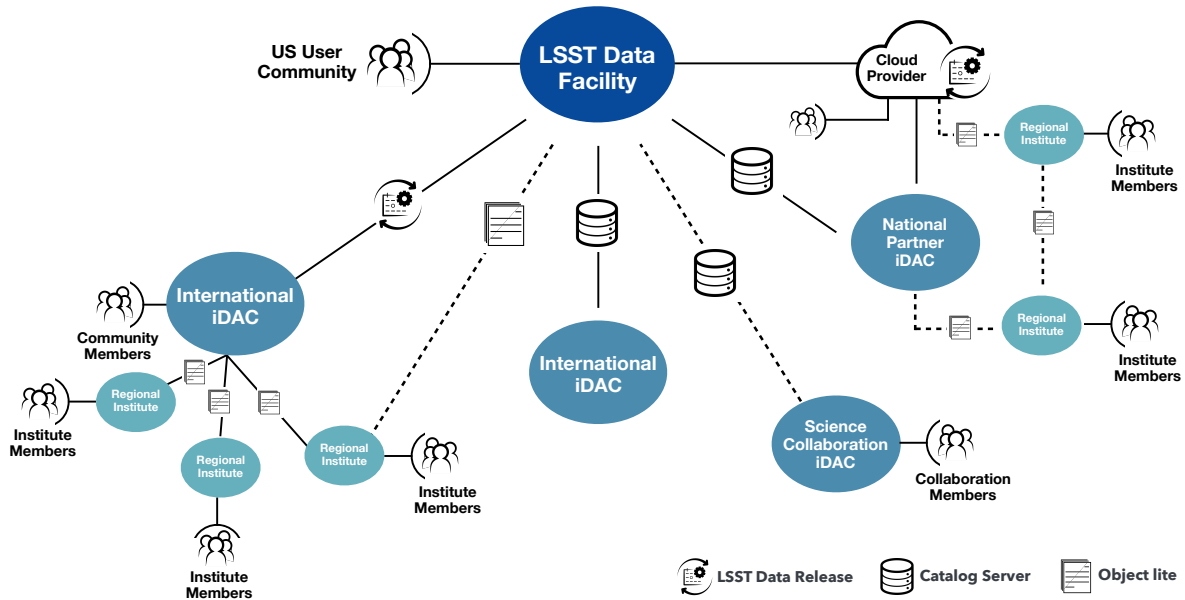 US User
Community
LSST Data
Facility
Cloud
Provider
Regional
Institute
Institute
Members
National
Partner
iDAC
International
iDAC
Community
Members
Regional
Institute
Institute
Members
International
iDAC
Regional
Institute
Institute
Members
Regional
Institute
Institute
Members
Regional
Institute
Institute
Members
Science
Collaboration
iDAC
Collaboration
Members
LSST Data Release
Catalog Server
Object lite